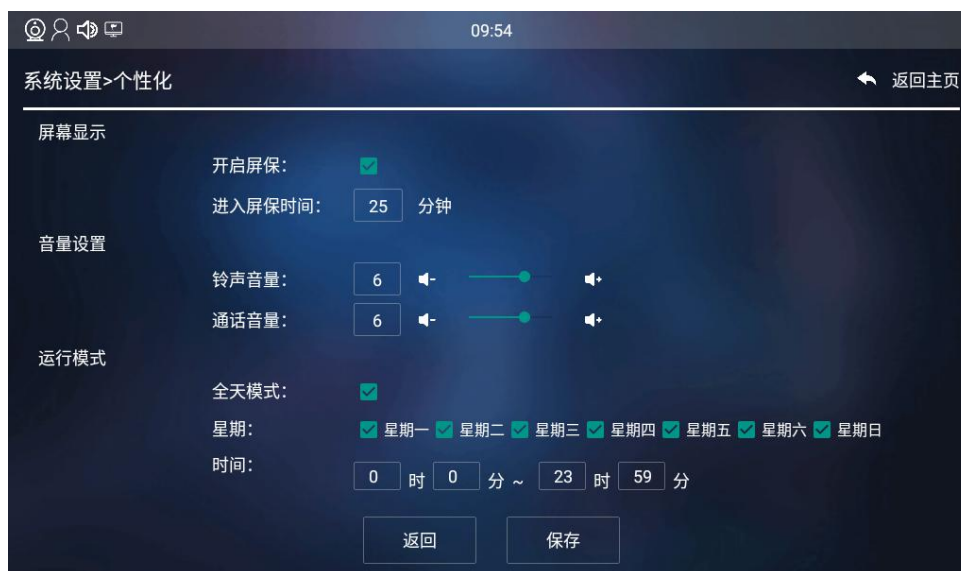 09:54
系统设置>个性化 返回主页
屏幕显示
开启屏保：
进入屏保时间： 25 分钟
音量设置
铃声音量： 6
通话音量： 6
运行模式
全天模式：
星期： 星期一 星期二 星期三 星期四 星期五 星期六 星期日
时间： 0 时 0 分 ~ 23 时 59 分
返回 保存